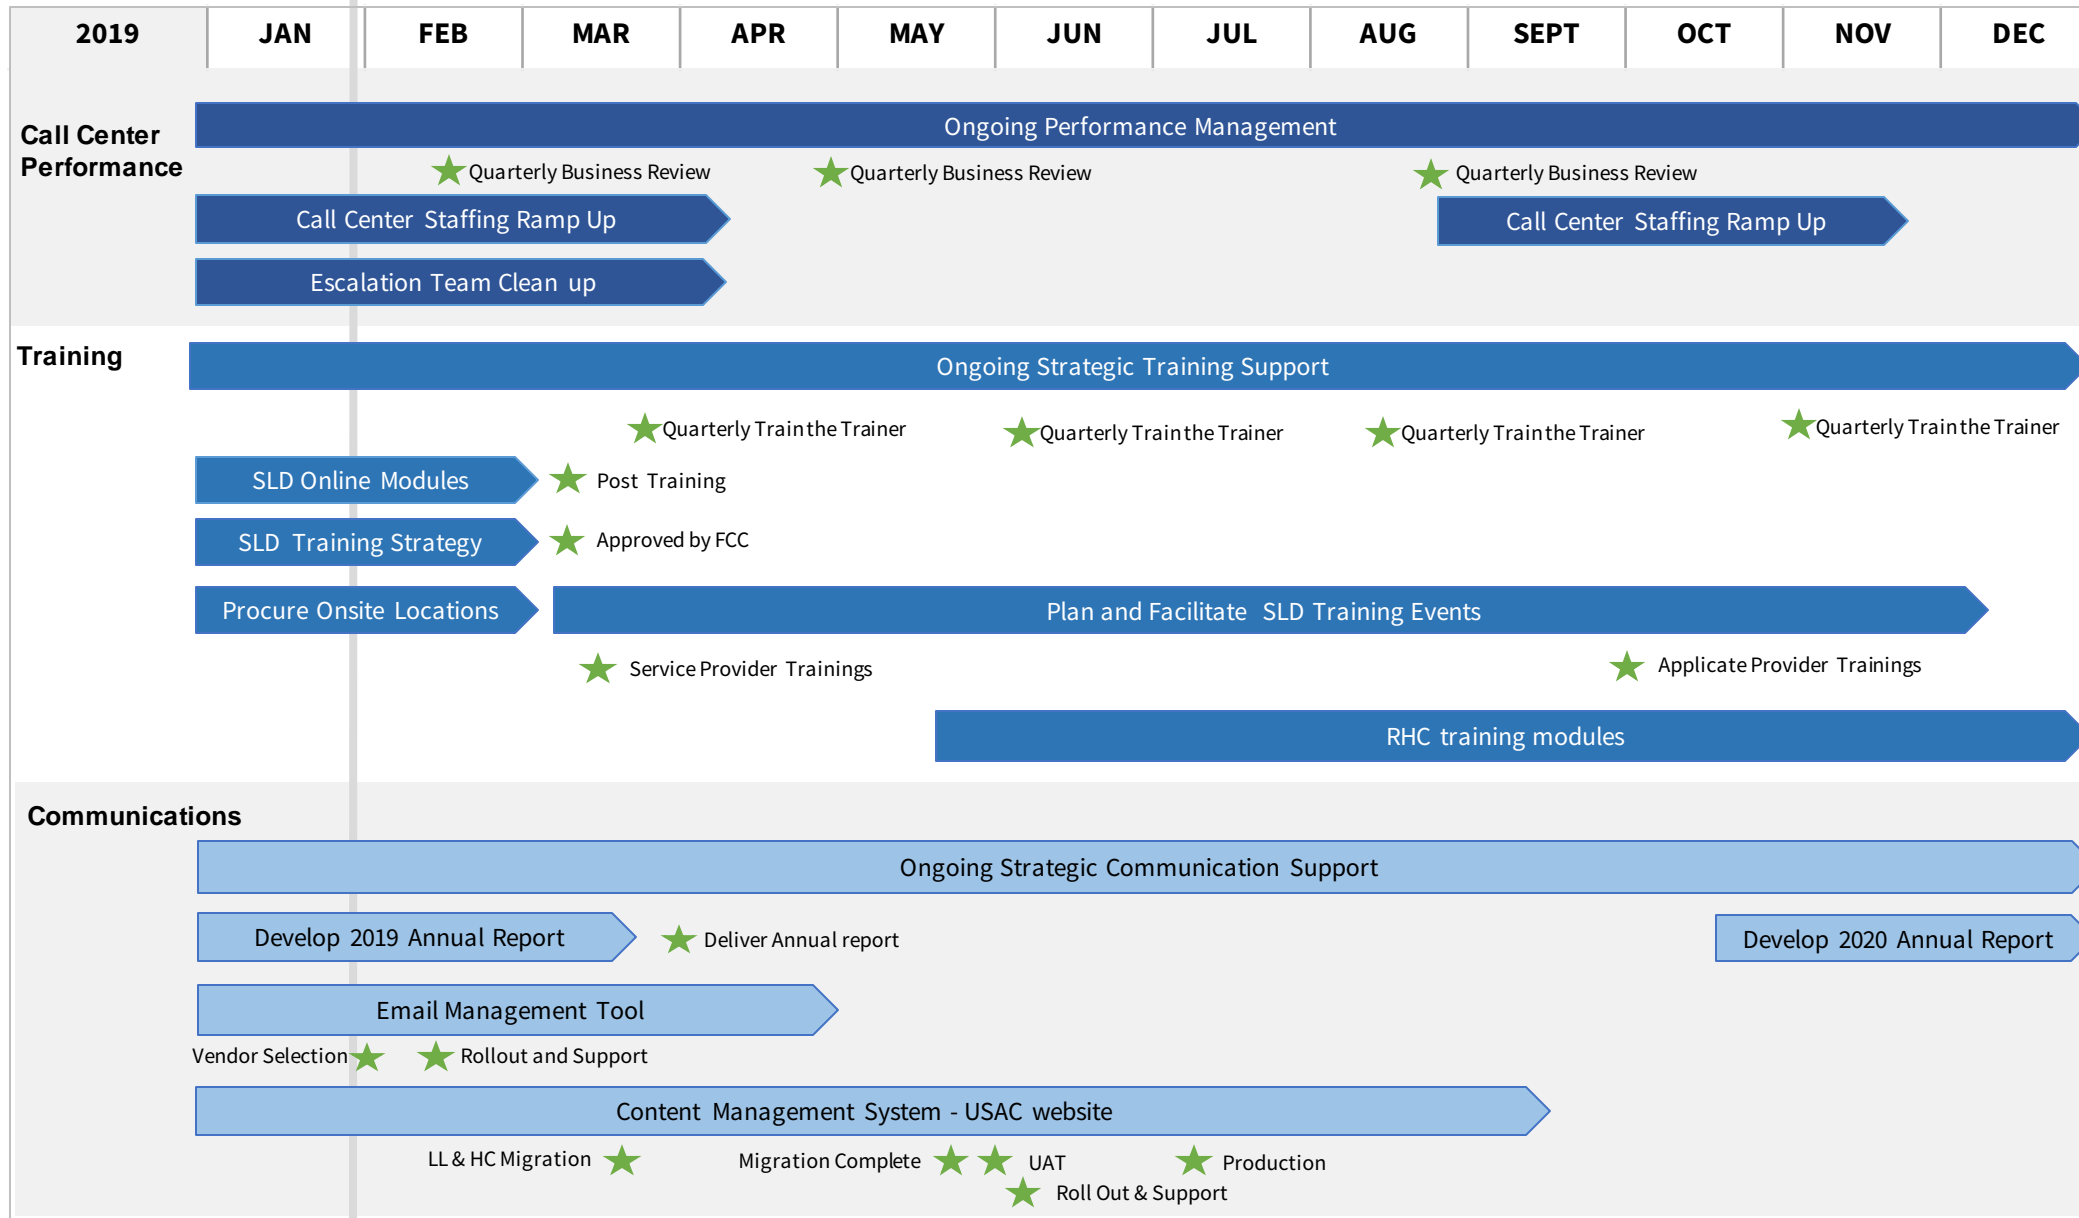 2019 JAN FEB MAR APR MAY JUN JUL AUG SEPT OCT NOV DEC
Call Center
Performance
Ongoing Performance Management
Quarterly Business Review
Quarterly Business Review
Quarterly Business Review
Call Center Staffing Ramp Up
Call Center Staffing Ramp Up
Escalation Team Clean up
Training
Ongoing Strategic Training Support
Quarterly Train the Trainer
Quarterly Train the Trainer
Quarterly Train the Trainer
Quarterly Train the Trainer
SLD Online Modules
Post Training
SLD Training Strategy
Approved by FCC
Procure Onsite Locations
Plan and Facilitate SLD Training Events
Service Provider Trainings
Applicate Provider Trainings
RHC training modules
Communications
Ongoing Strategic Communication Support
Develop 2019 Annual Report
Deliver Annual report
Develop 2020 Annual Report
Email Management Tool
Vendor Selection
Rollout and Support
Content Management System - USAC website
LL & HC Migration
Migration Complete
UAT
Production
Roll Out & Support